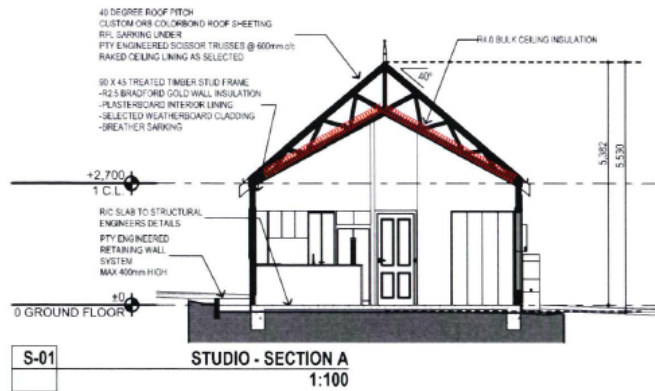 40 DEGREE ROOF PITCH
CUSTOM ORB COLORBOND ROOF SHEETING
RFL SARKING UNDER
PTY ENGINEERED SCISSOR TRUSSES @ 600mm c/c
RAKED CEILING LINING AS SELECTED
R4.0 BULK CEILING INSULATION
40°
90 X 45 TREATED TIMBER STUD FRAME
-R2.5 BRADFORD GOLD WALL INSULATION
-PLASTERBOARD INTERIOR LINING
-SELECTED WEATHERBOARD CLADDING
-BREATHER SARKING
5,382
5,530
+2,700
1 C.L.
R/C SLAB TO STRUCTURAL
ENGINEERS DETAILS
PTY ENGINEERED
RETAINING WALL
SYSTEM
MAX 400mm HIGH
±0
0 GROUND FLOOR
S-01
STUDIO - SECTION A
1:100